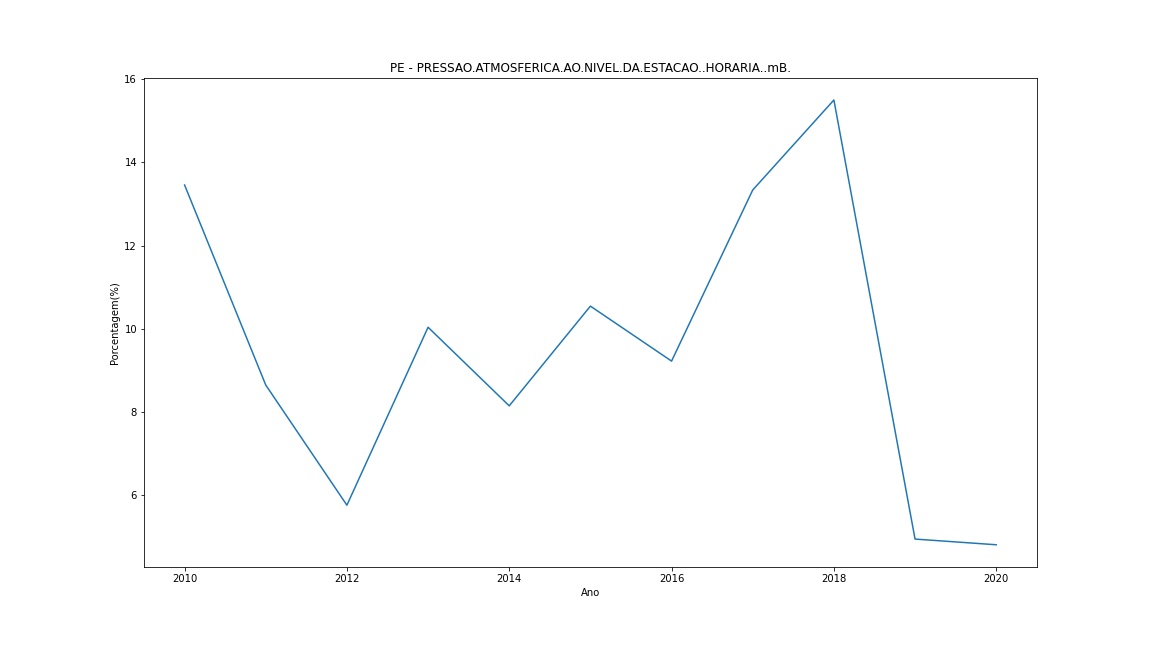 PE - PRESSAO.ATMOSFERICA.AO.NIVEL.DA.ESTACAO..HORARIA..mB.
16
14
12
10
8
6
Porcentagem(%)
2010 2012 2014 2016 2018 2020
Ano